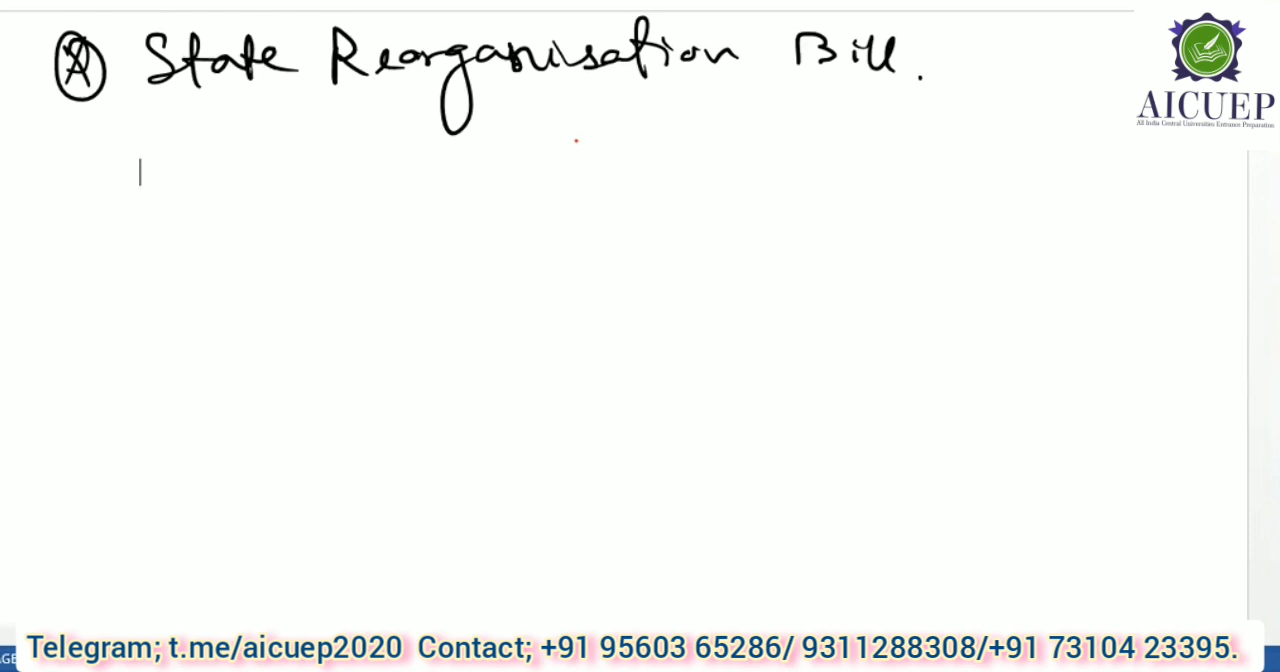 State Reorganisation Bill.
AICUEP
All India Central Universities Entrance Preparation
Telegram; t.me/aicuep2020 Contact; +91 95603 65286/ 9311288308/+91 73104 23395.